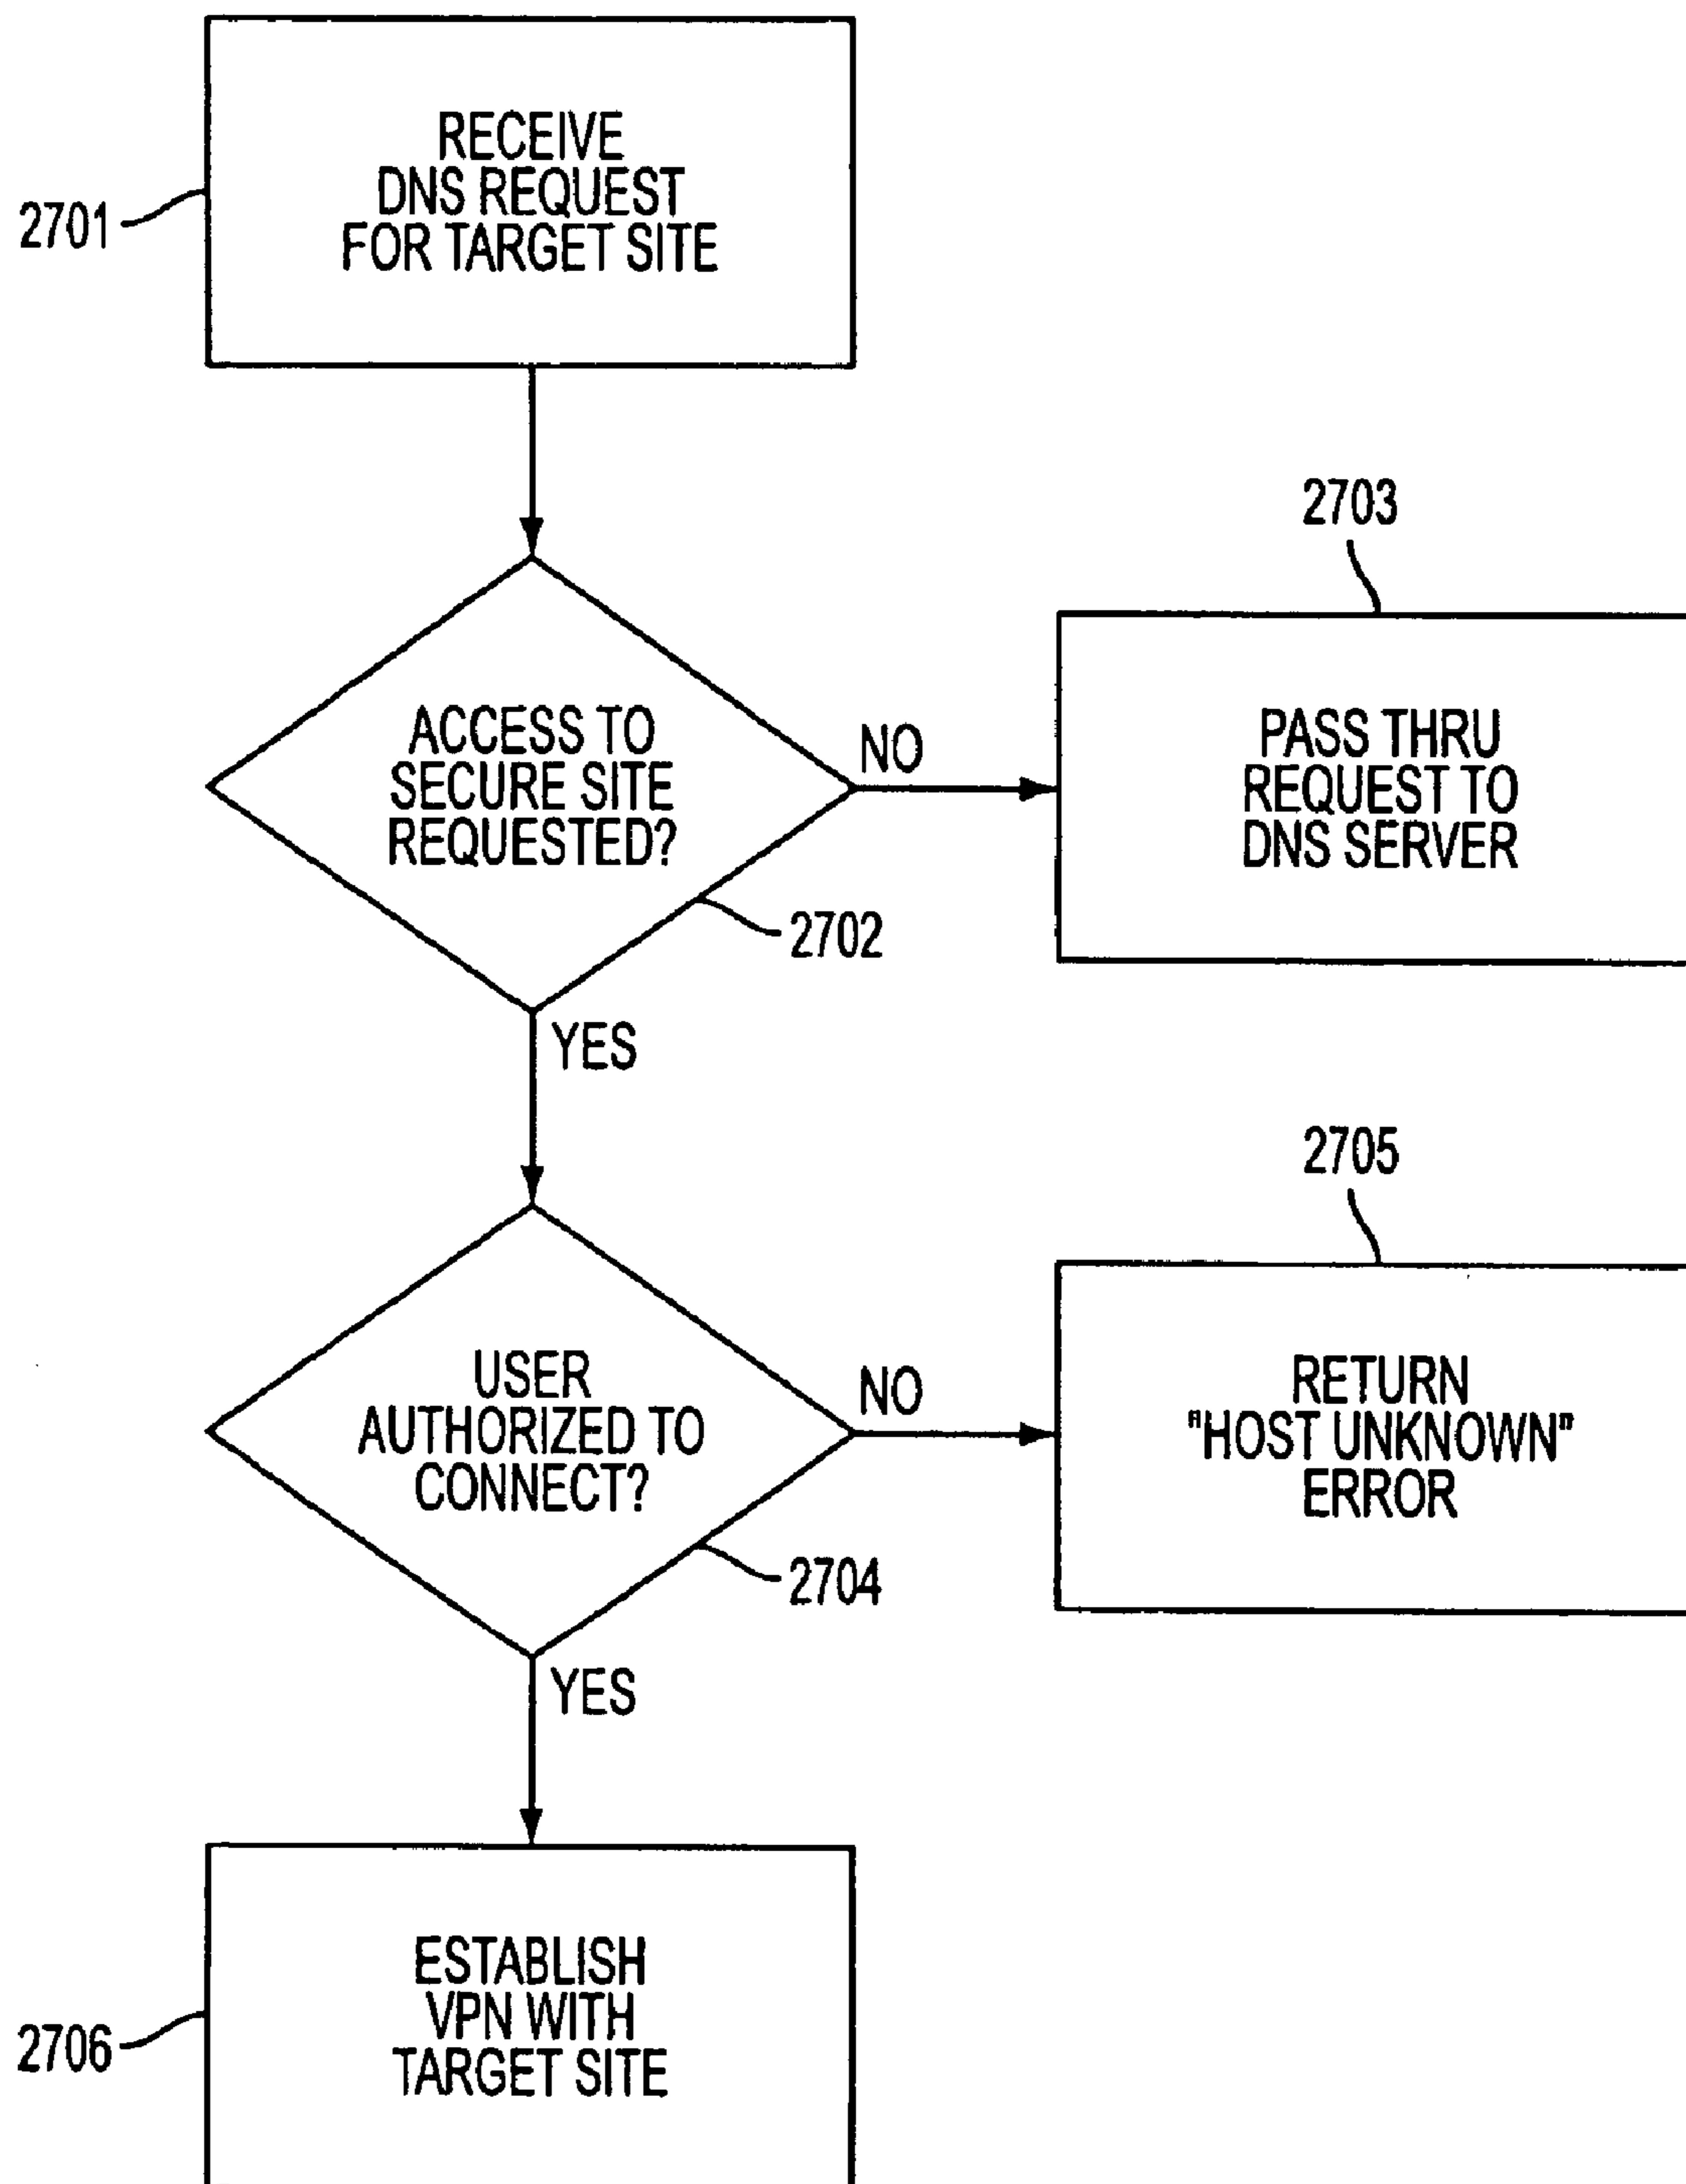 RECEIVE
DNS REQUEST
FOR TARGET SITE
2701
2703
ACCESS TO
SECURE SITE
REQUESTED?
NO
PASS THRU
REQUEST TO
DNS SERVER
2702
YES
2705
USER
AUTHORIZED TO
CONNECT?
NO
RETURN
"HOST UNKNOWN"
ERROR
2704
YES
ESTABLISH
VPN WITH
TARGET SITE
2706